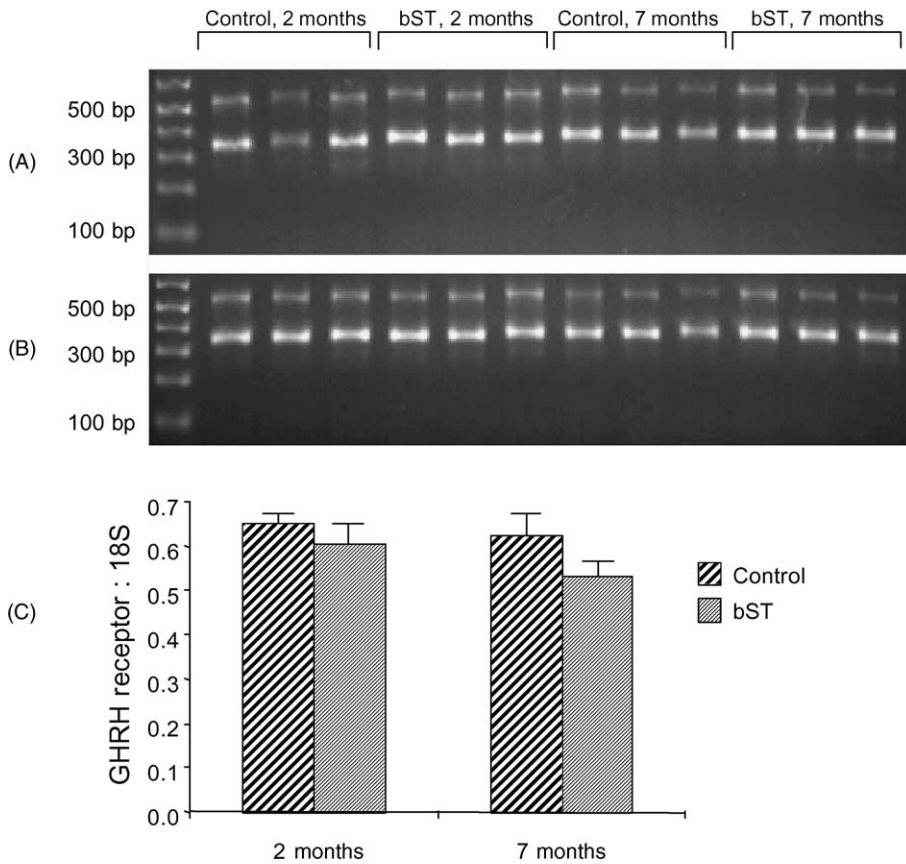 Control, 2 months bST, 2 months Control, 7 months bST, 7 months
(A)
500 bp
300 bp
100 bp
(B)
500 bp
300 bp
100 bp
(C)
GHRH receptor : 18S
0.7
0.6
0.5
0.4
0.3
0.2
0.1
0.0
2 months 7 months
Control
bST